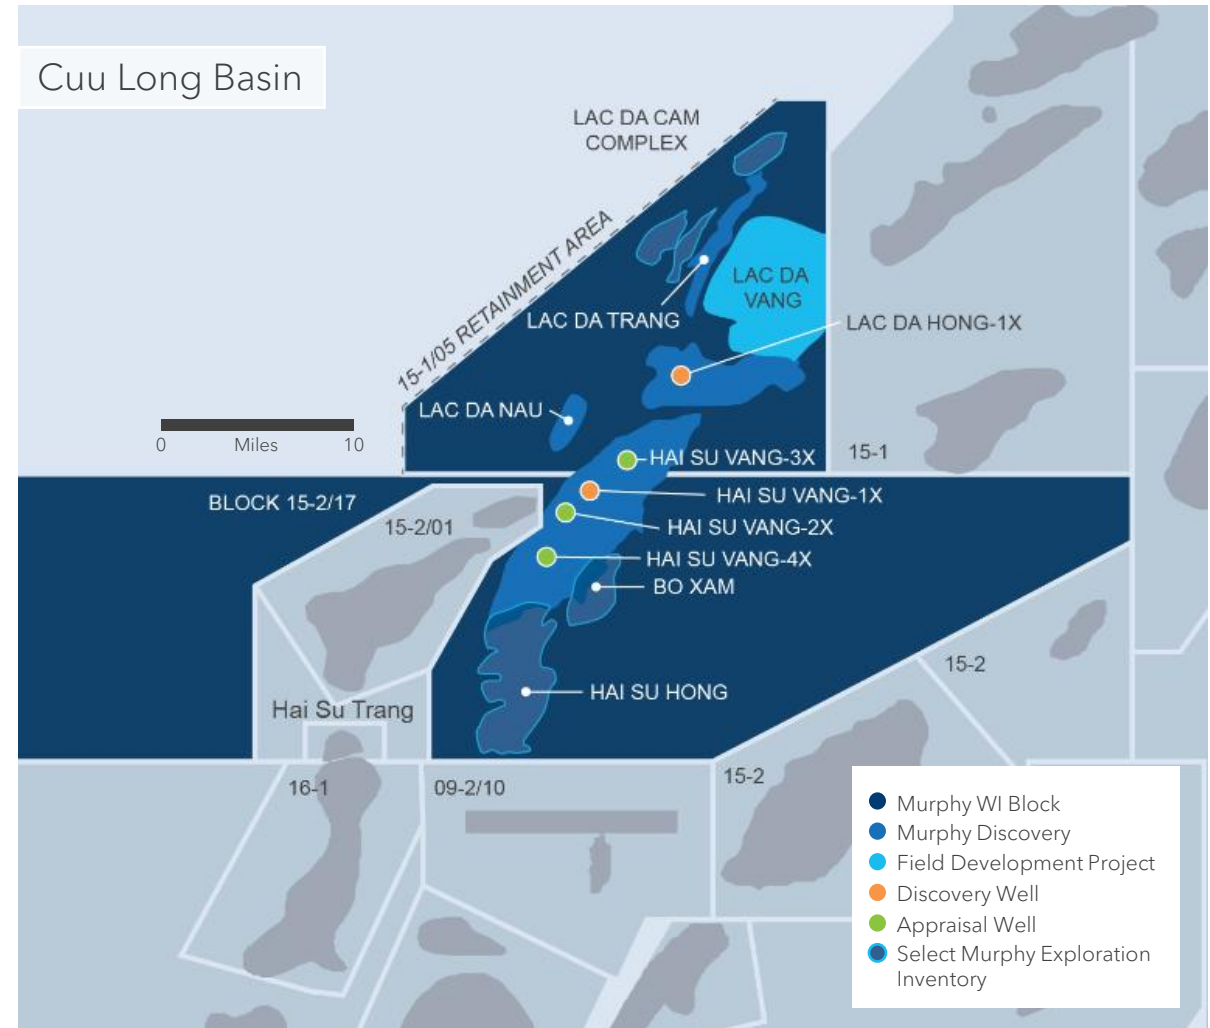 Cuu Long Basin
LAC DA CAM
COMPLEX
15-1/05 RETAINMENT AREA
LAC DA
VANG
LAC DA TRANG
LAC DA HONG-1X
LAC DA NAU
0 Miles 10
HAI SU VANG-3X
15-1
BLOCK 15-2/17
HAI SU VANG-1X
15-2/01
HAI SU VANG-2X
HAI SU VANG-4X
BO XAM
15-2
HAI SU HONG
Hai Su Trang
16-1
09-2/10
15-2
Murphy WI Block
Murphy Discovery
Field Development Project
Discovery Well
Appraisal Well
Select Murphy Exploration
Inventory